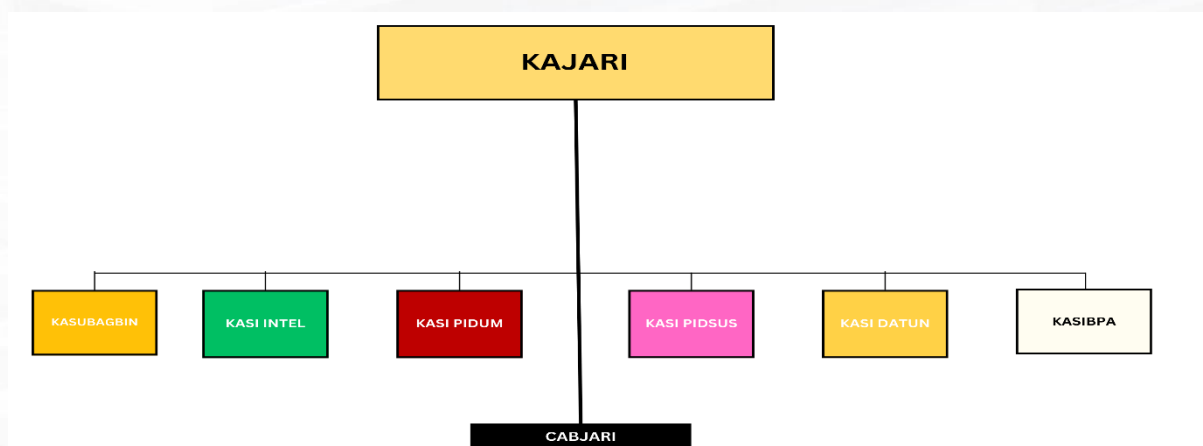 KAJARI
KASUBAGBIN
KASI INTEL
KASI PIDUM
KASI PIDSUS
KASI DATUN
KASIBPA
CABJARI